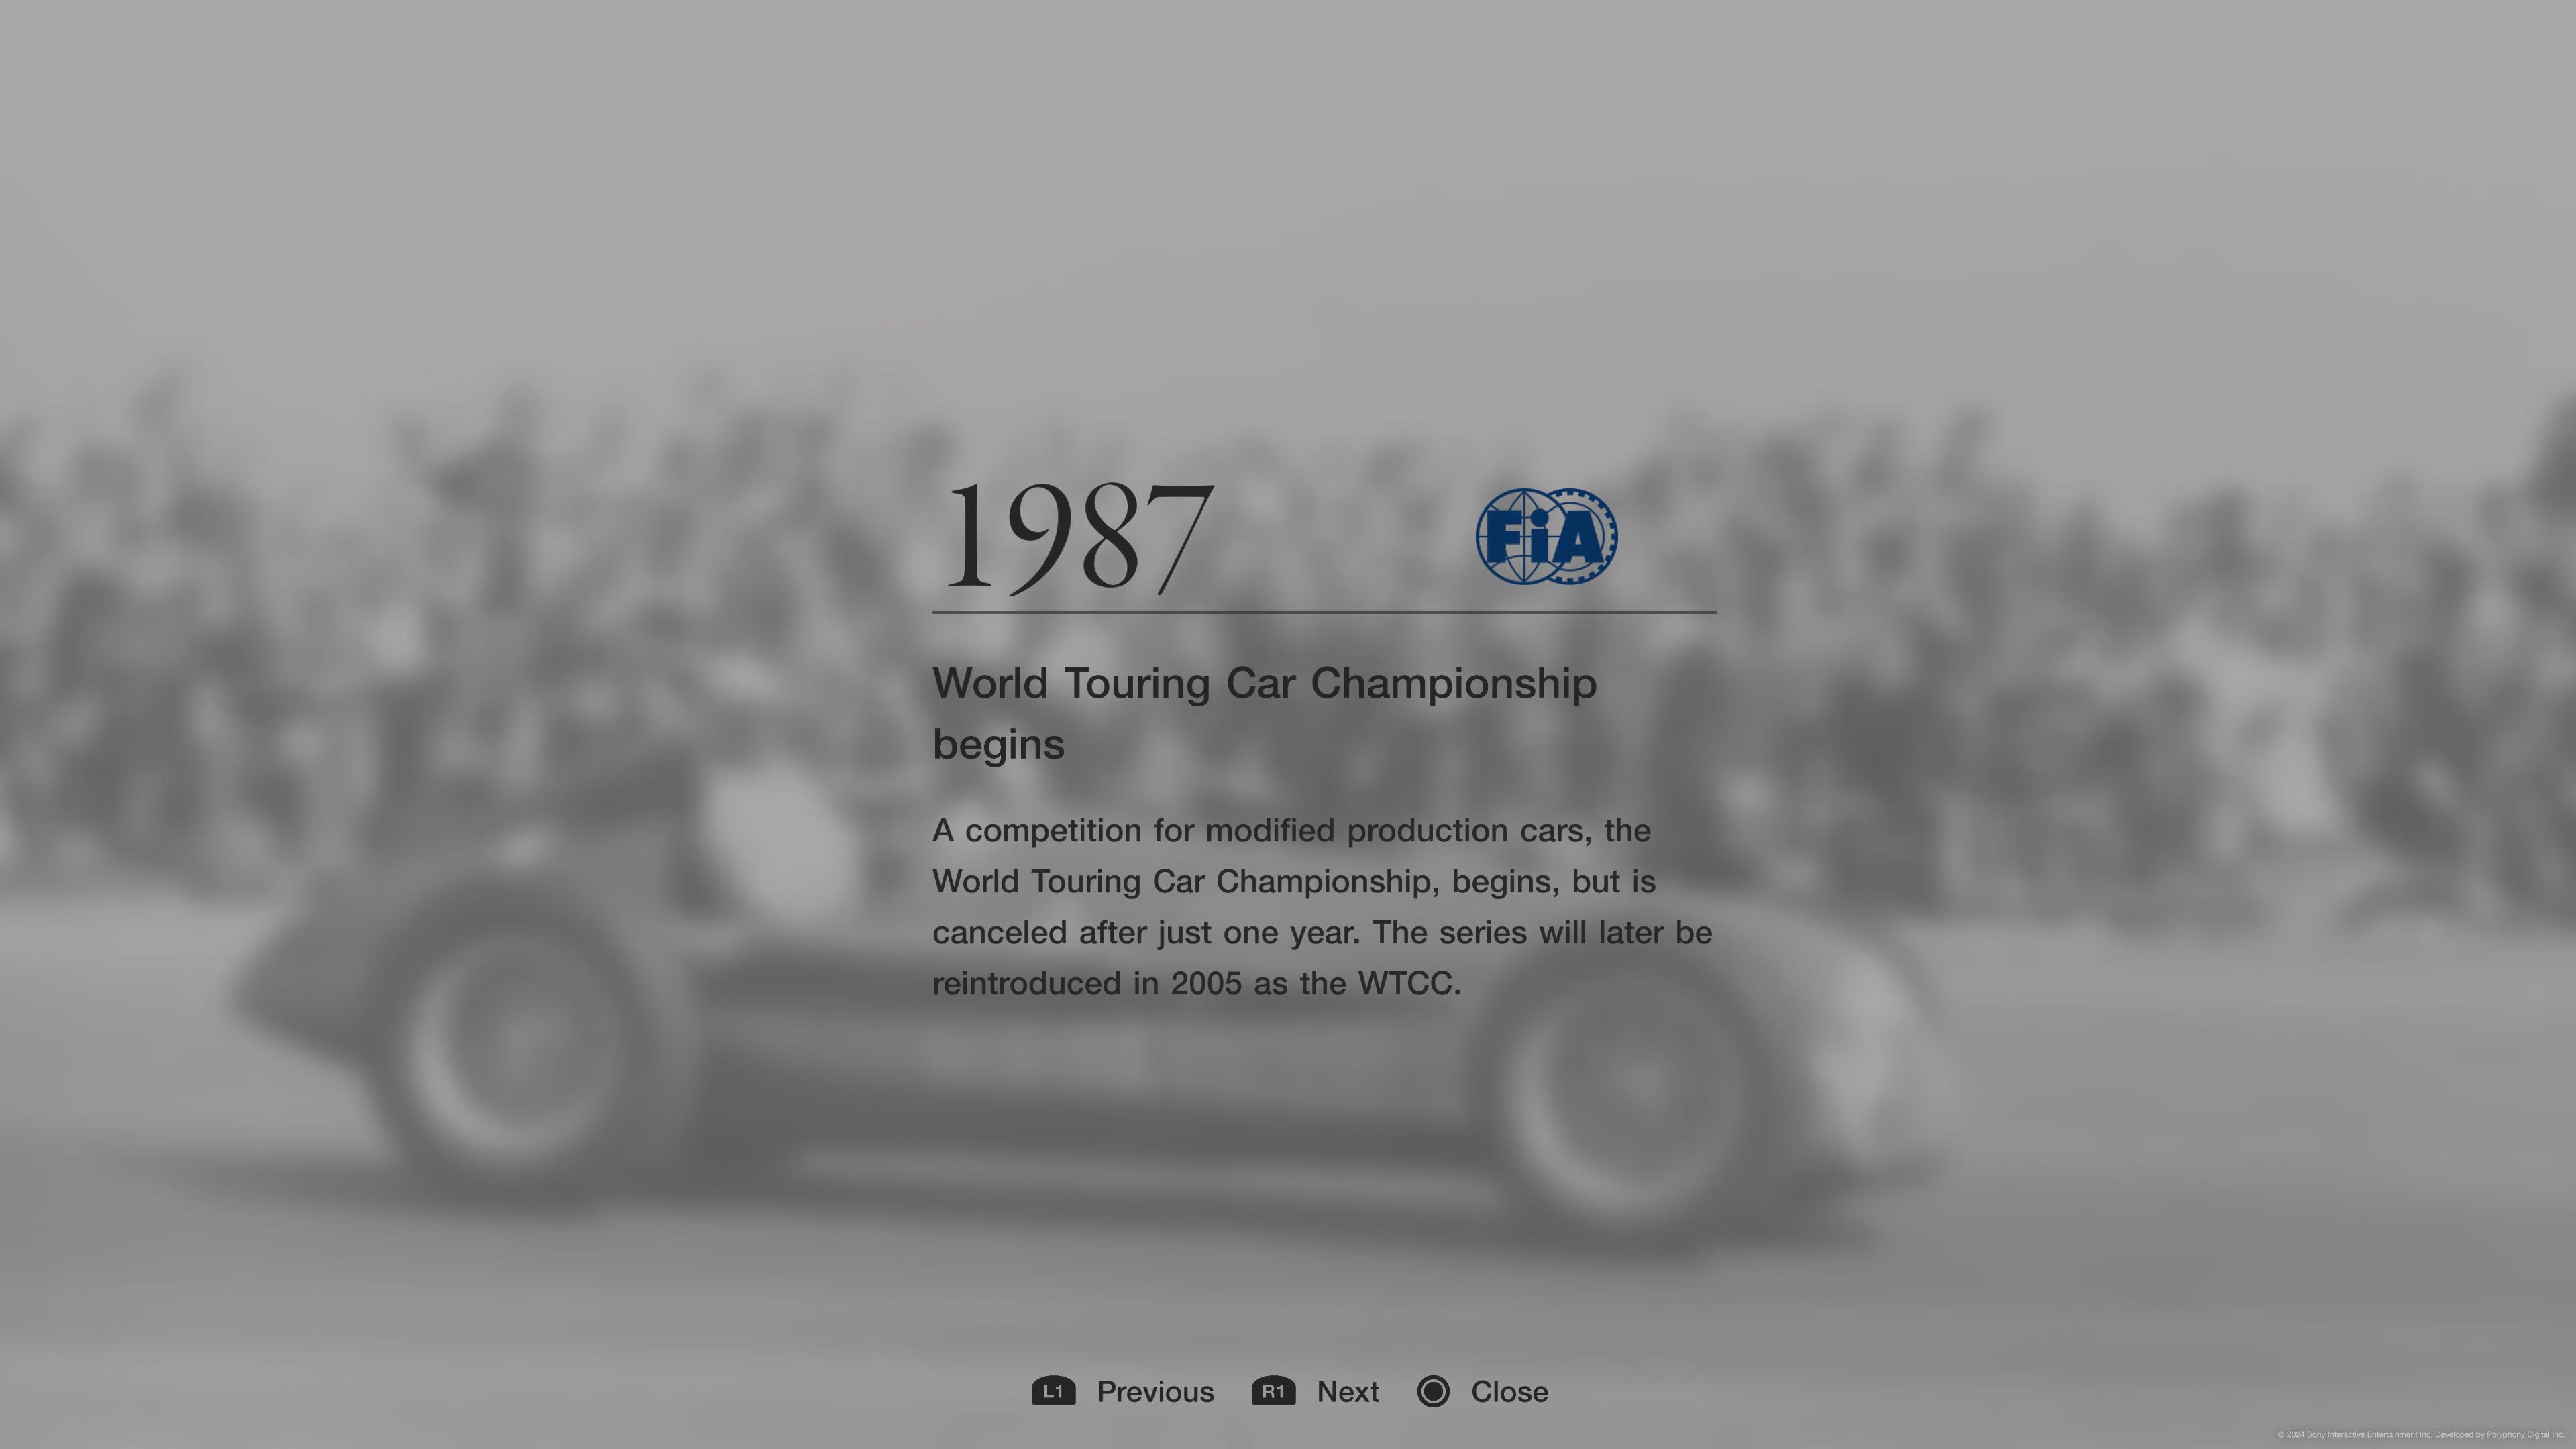 1987
FiA
World Touring Car Championship
begins
A competition for modified production cars, the
World Touring Car Championship, begins, but is
canceled after just one year. The series will later be
reintroduced in 2005 as the WTCC.
L1 Previous R1 Next Close
© 2024 Sony Interactive Entertainment Inc. Developed by Polyphony Digital Inc.